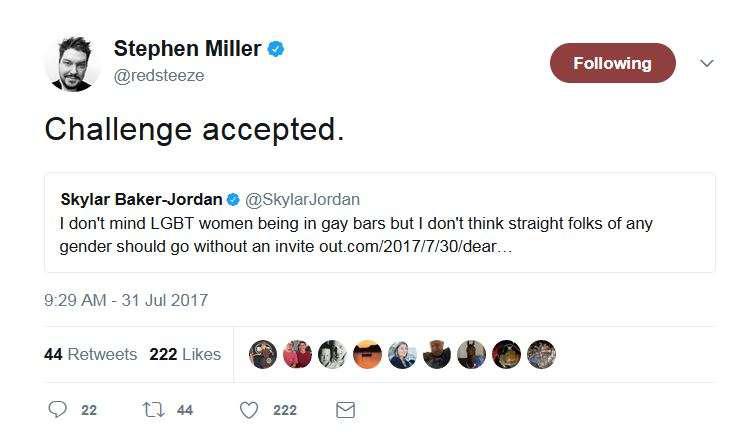 Stephen Miller
@redsteeze
Following
Challenge accepted.
Skylar Baker-Jordan @SkylarJordan
I don't mind LGBT women being in gay bars but I don't think straight folks of any
gender should go without an invite out.com/2017/7/30/dear…
9:29 AM - 31 Jul 2017
44 Retweets 222 Likes
22 44 222